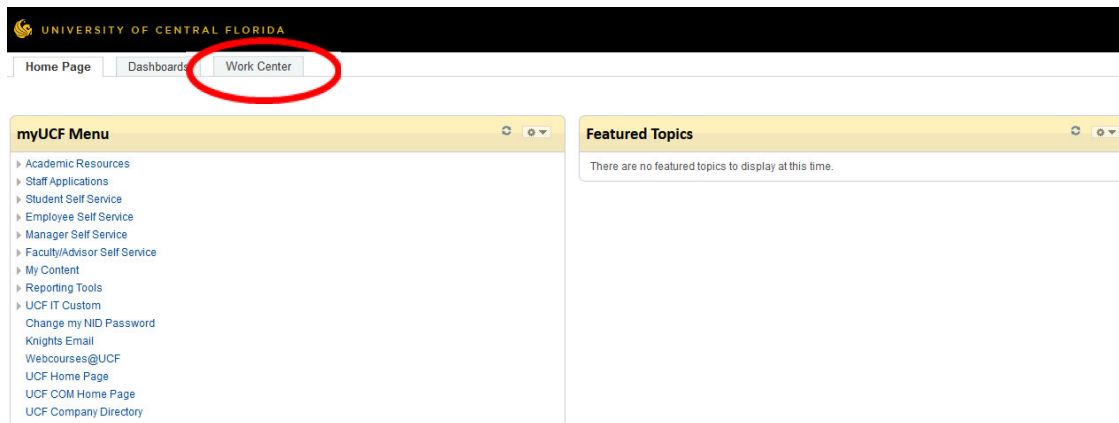 UNIVERSITY OF CENTRAL FLORIDA
Home Page Dashboards Work Center
myUCF Menu
Academic Resources
Staff Applications
Student Self Service
Employee Self Service
Manager Self Service
Faculty/Advisor Self Service
My Content
Reporting Tools
UCF IT Custom
Change my NID Password
Knights Email
Webcourses@UCF
UCF Home Page
UCF COM Home Page
UCF Company Directory
Featured Topics
There are no featured topics to display at this time.